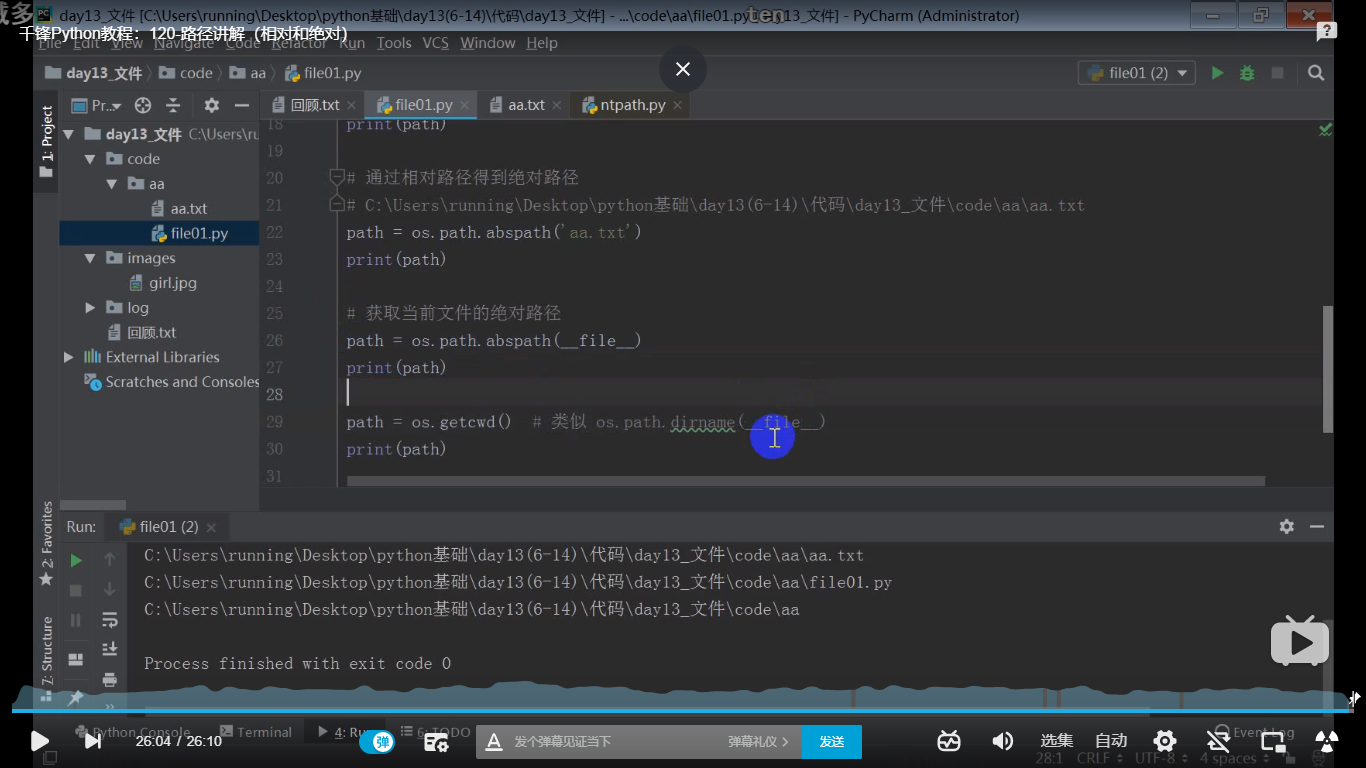 day13_文件 [C:\Users\running\Desktop\python基础\day13(6-14)\代码\day13_文件] - ...\code\aa\file01.py [day13_文件] - PyCharm (Administrator)
ten
千锋Python教程：120-路径讲解（相对和绝对）
File Edit View Navigate Code Refactor Run Tools VCS Window Help
day13_文件 code aa file01.py file01 (2)
1: Project
Pr... 回顾.txt file01.py aa.txt ntpath.py
day13_文件 C:\Users\ru
code
aa
aa.txt
file01.py
images
girl.jpg
log
回顾.txt
External Libraries
Scratches and Consoles
18 print(path)
19
20 # 通过相对路径得到绝对路径
21 # C:\Users\running\Desktop\python基础\day13(6-14)\代码\day13_文件\code\aa\aa.txt
22 path = os.path.abspath('aa.txt')
23 print(path)
24
25 # 获取当前文件的绝对路径
26 path = os.path.abspath(__file__)
27 print(path)
28
29 path = os.getcwd() # 类似 os.path.dirname(__file__)
30 print(path)
31
2: Favorites
7: Structure
Run: file01 (2)
C:\Users\running\Desktop\python基础\day13(6-14)\代码\day13_文件\code\aa\aa.txt
C:\Users\running\Desktop\python基础\day13(6-14)\代码\day13_文件\code\aa\file01.py
C:\Users\running\Desktop\python基础\day13(6-14)\代码\day13_文件\code\aa
Process finished with exit code 0
Python Console Terminal 4: Ru 6: TODO Event Log
26:04 / 26:10 弹 发个弹幕见证当下 弹幕礼仪 > 发送 选集 自动
28:1 CRLF UTF-8 4 spaces